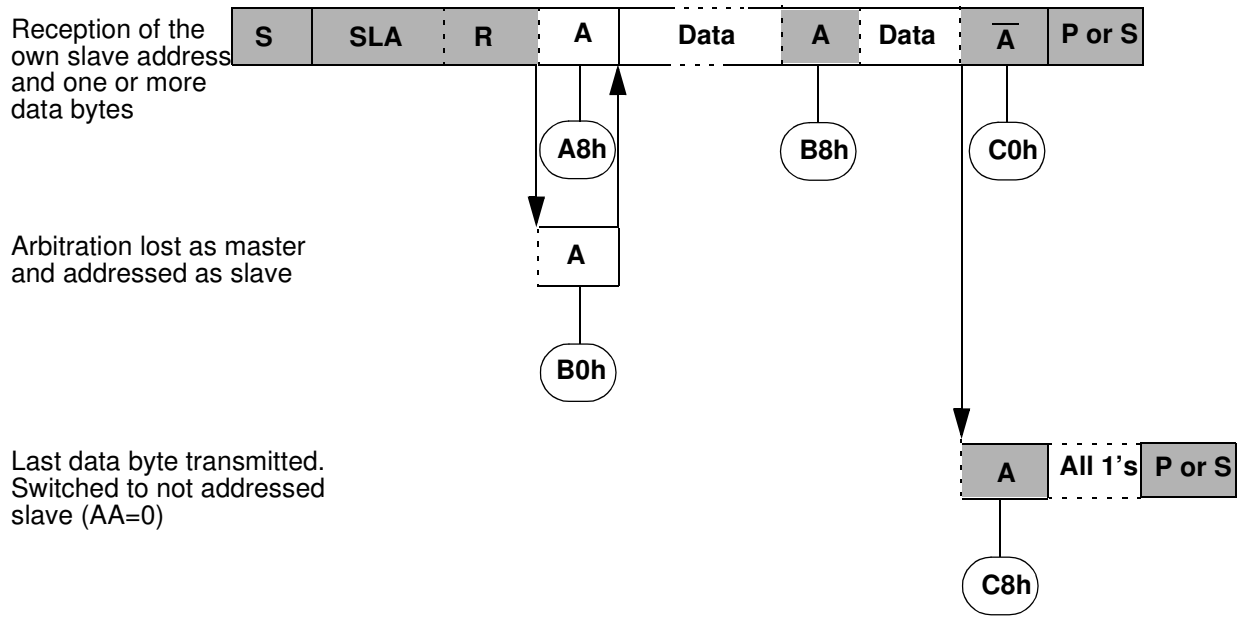 Reception of the
own slave address
and one or more
data bytes
S SLA R A Data A Data A̅ P or S
A8h B8h C0h
Arbitration lost as master
and addressed as slave
A
B0h
Last data byte transmitted.
Switched to not addressed
slave (AA=0)
A All 1's P or S
C8h